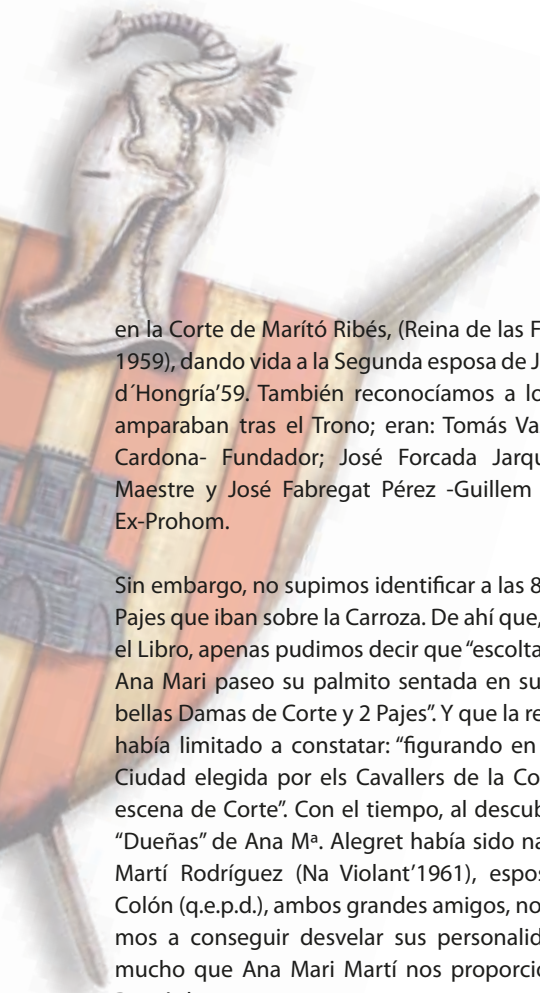 en la Corte de Marító Ribés, (Reina de las F
1959), dando vida a la Segunda esposa de J
d´Hongría’59. También reconocíamos a lo
amparaban tras el Trono; eran: Tomás Va
Cardona- Fundador; José Forcada Jarqu
Maestre y José Fabregat Pérez -Guillem
Ex-Prohom.
Sin embargo, no supimos identificar a las 8
Pajes que iban sobre la Carroza. De ahí que,
el Libro, apenas pudimos decir que “escolta
Ana Mari paseo su palmito sentada en su
bellas Damas de Corte y 2 Pajes”. Y que la re
había limitado a constatar: “figurando en
Ciudad elegida por els Cavallers de la Co
escena de Corte”. Con el tiempo, al descub
“Dueñas” de Ana Mª. Alegret había sido na
Martí Rodríguez (Na Violant’1961), espos
Colón (q.e.p.d.), ambos grandes amigos, no
mos a conseguir desvelar sus personalid
mucho que Ana Mari Martí nos proporcio